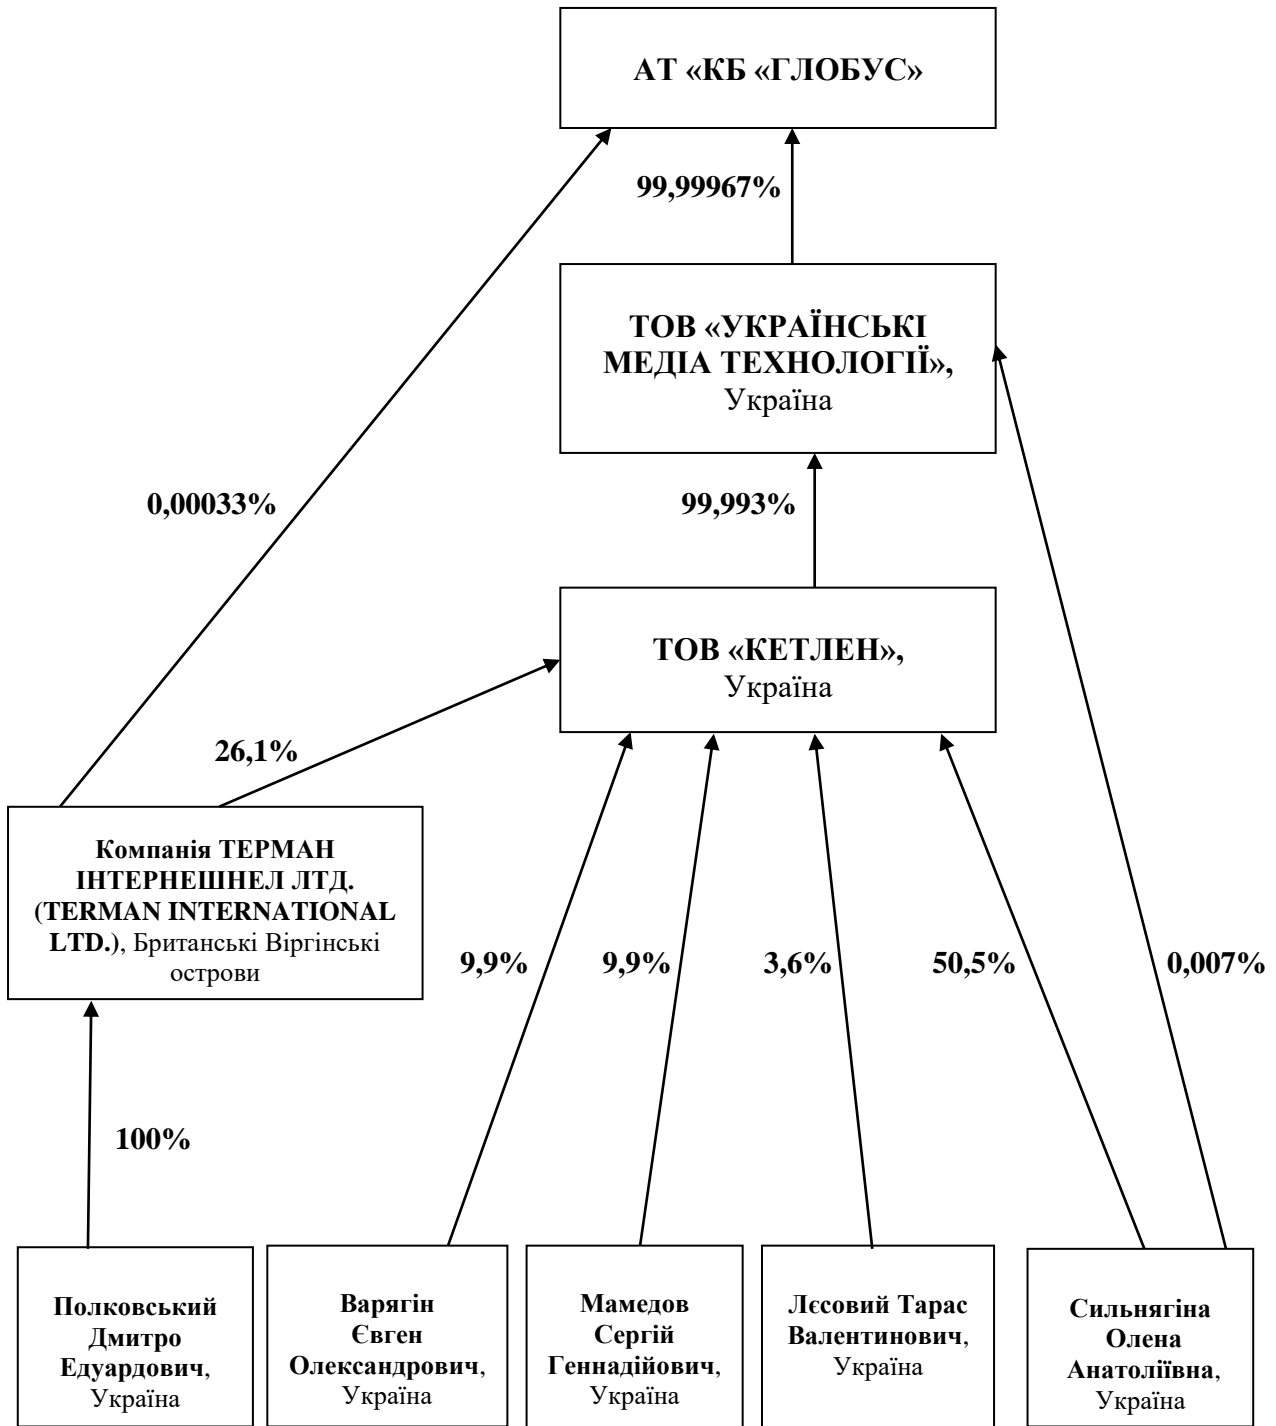 АТ «КБ «ГЛОБУС»
99,99967%
ТОВ «УКРАЇНСЬКІ
МЕДІА ТЕХНОЛОГІЇ»,
Україна
0,00033%
99,993%
ТОВ «КЕТЛЕН»,
Україна
26,1%
Компанія ТЕРМАН
ІНТЕРНЕШНЕЛ ЛТД.
(TERMAN INTERNATIONAL
LTD.), Британські Віргінські
острови
9,9%
9,9%
3,6%
50,5%
0,007%
100%
Полковський
Дмитро
Едуардович,
Україна
Варягін
Євген
Олександрович,
Україна
Мамедов
Сергій
Геннадійович,
Україна
Лєсовий Тарас
Валентинович,
Україна
Сильнягіна
Олена
Анатоліївна,
Україна